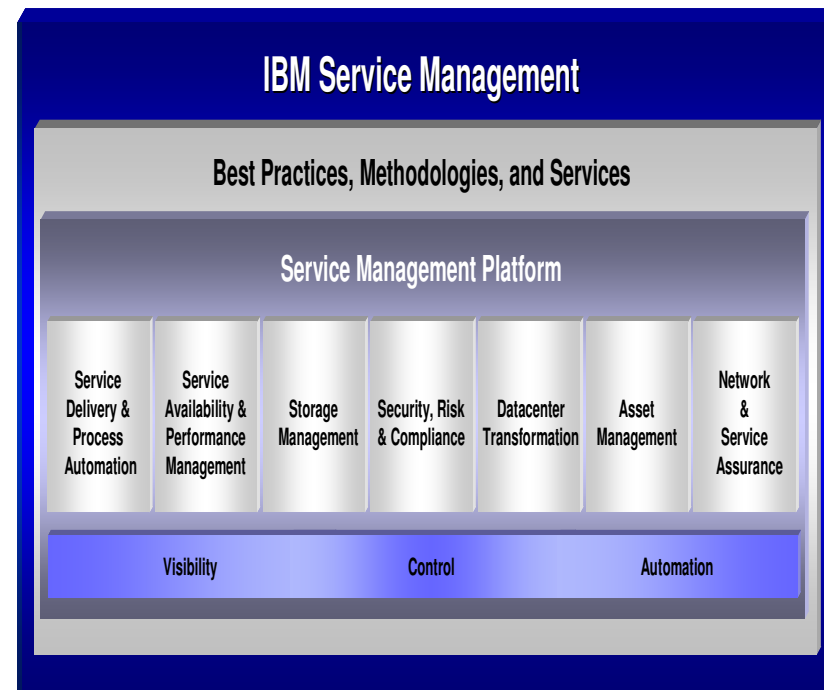 IBM Service Management
Best Practices, Methodologies, and Services
Service Management Platform
Service
Delivery &
Process
Automation
Service
Availability &
Performance
Management
Storage
Management
Security, Risk
& Compliance
Datacenter
Transformation
Asset
Management
Network
&
Service
Assurance
Visibility
Control
Automation